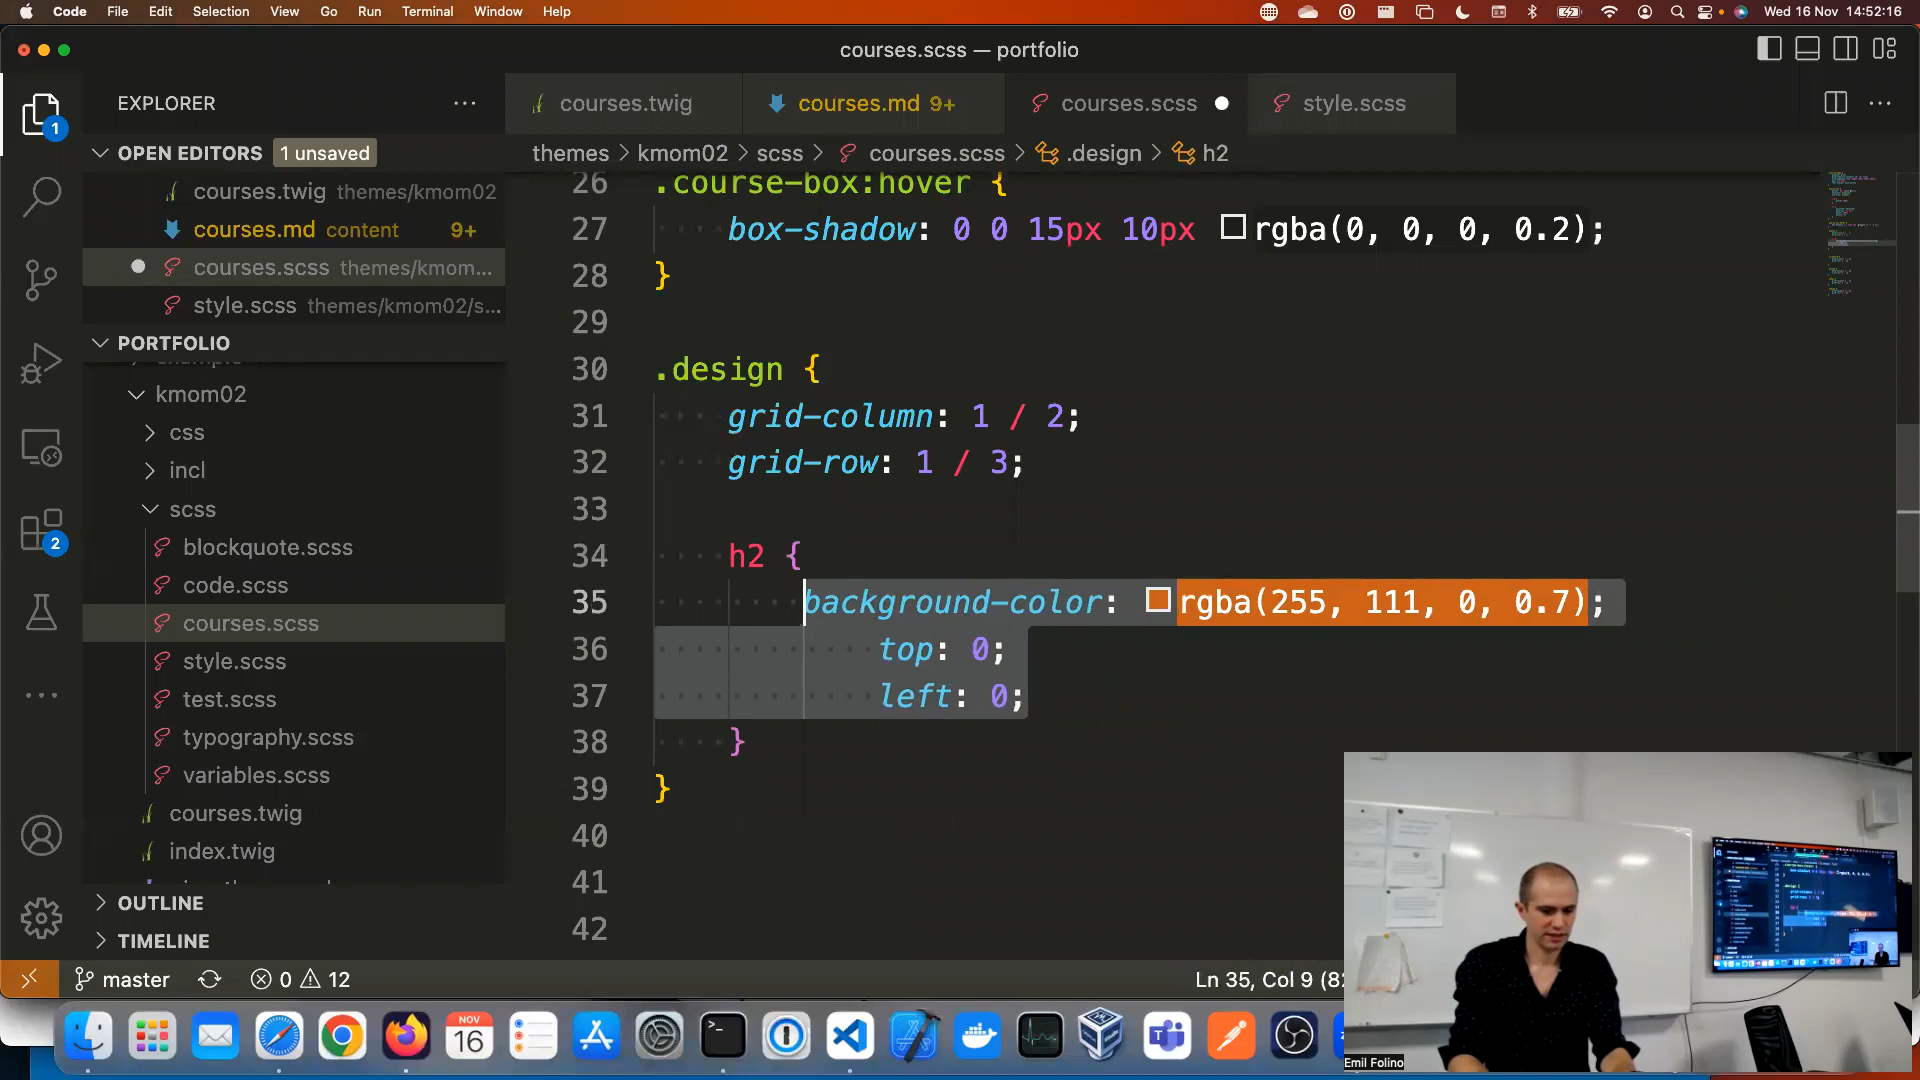 Code File Edit Selection View Go Run Terminal Window Help Wed 16 Nov 14:52:16
courses.scss — portfolio
EXPLORER
OPEN EDITORS 1 unsaved
courses.twig themes/kmom02
courses.md content 9+
courses.scss themes/kmom...
style.scss themes/kmom02/s...
PORTFOLIO
kmom02
css
incl
scss
blockquote.scss
code.scss
courses.scss
style.scss
test.scss
typography.scss
variables.scss
courses.twig
index.twig
OUTLINE
TIMELINE
1
2
courses.twig courses.md 9+ courses.scss style.scss
themes > kmom02 > scss > courses.scss > .design > h2
26 .course-box:hover {
27 box-shadow: 0 0 15px 10px rgba(0, 0, 0, 0.2);
28 }
29
30 .design {
31 grid-column: 1 / 2;
32 grid-row: 1 / 3;
33
34 h2 {
35 background-color: rgba(255, 111, 0, 0.7);
36 top: 0;
37 left: 0;
38 }
39 }
40
41
42
master 0 12 Ln 35, Col 9 (82
NOV
16
Emil Folino